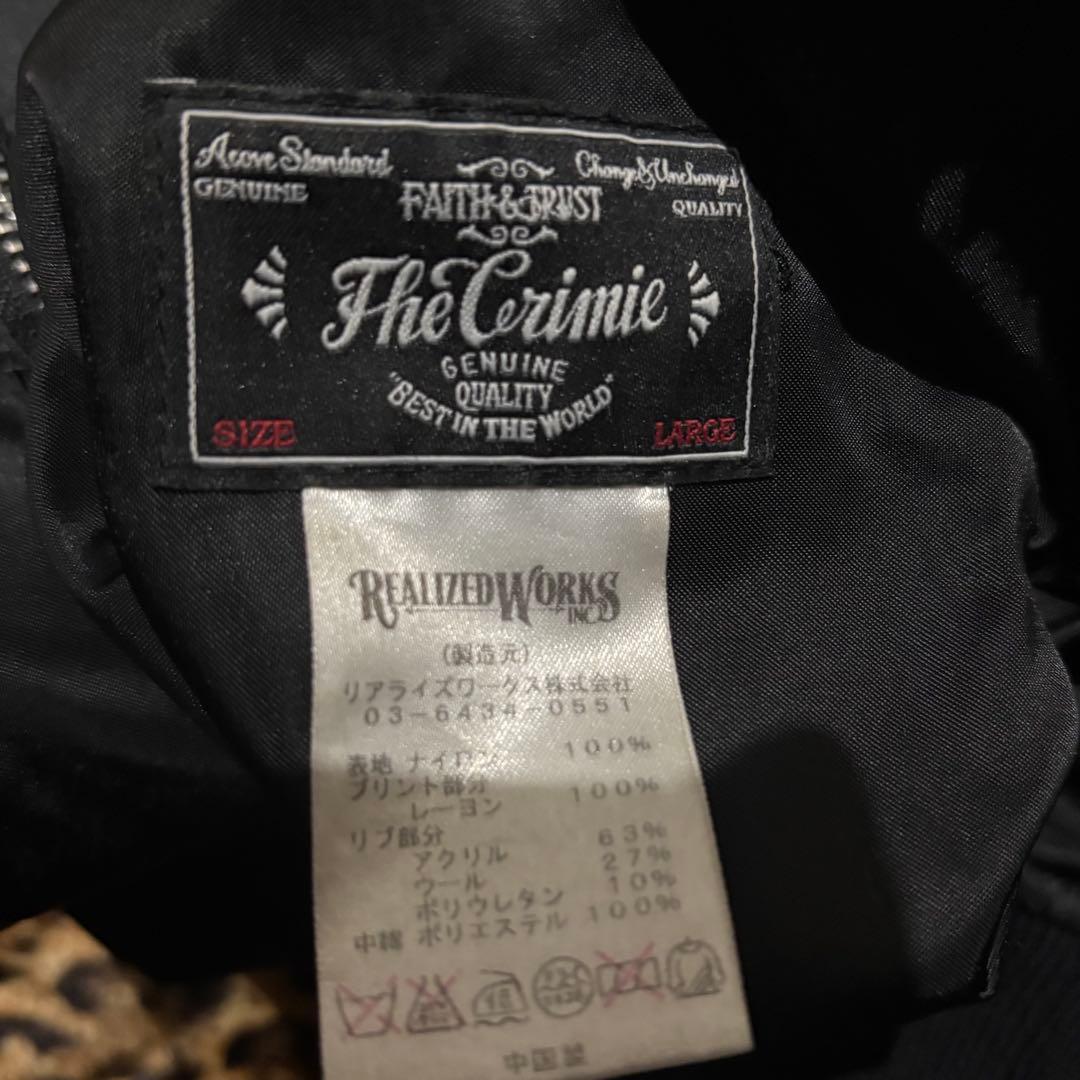 Above Standard
GENUINE
FAITH & TRUST
Change & Unchanged
QUALITY
The Crimie
GENUINE
QUALITY
"BEST IN THE WORLD"
SIZE LARGE
REALIZED WORKS
INC
(製造元)
リアライズワークス株式会社
03-6434-0551
表地 ナイロン 100%
プリント部分
レーヨン 100%
リブ部分
アクリル 63%
ウール 27%
ポリウレタン 10%
中綿 ポリエステル 100%
中国製